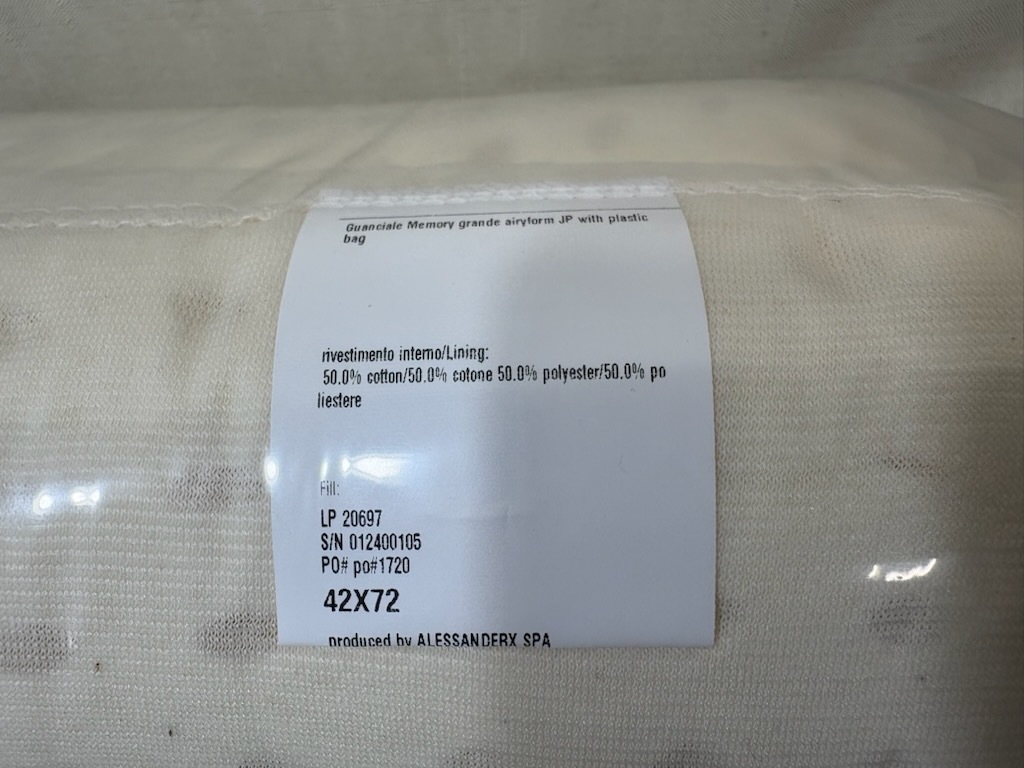 Guanciale Memory grande airyform JP with plastic
bag
rivestimento interno/Lining:
50.0% cotton/50.0% cotone 50.0% polyester/50.0% po
liestere
Fill:
LP 20697
S/N 012400105
PO# po#1720
42X72
produced by ALESSANDERX SPA